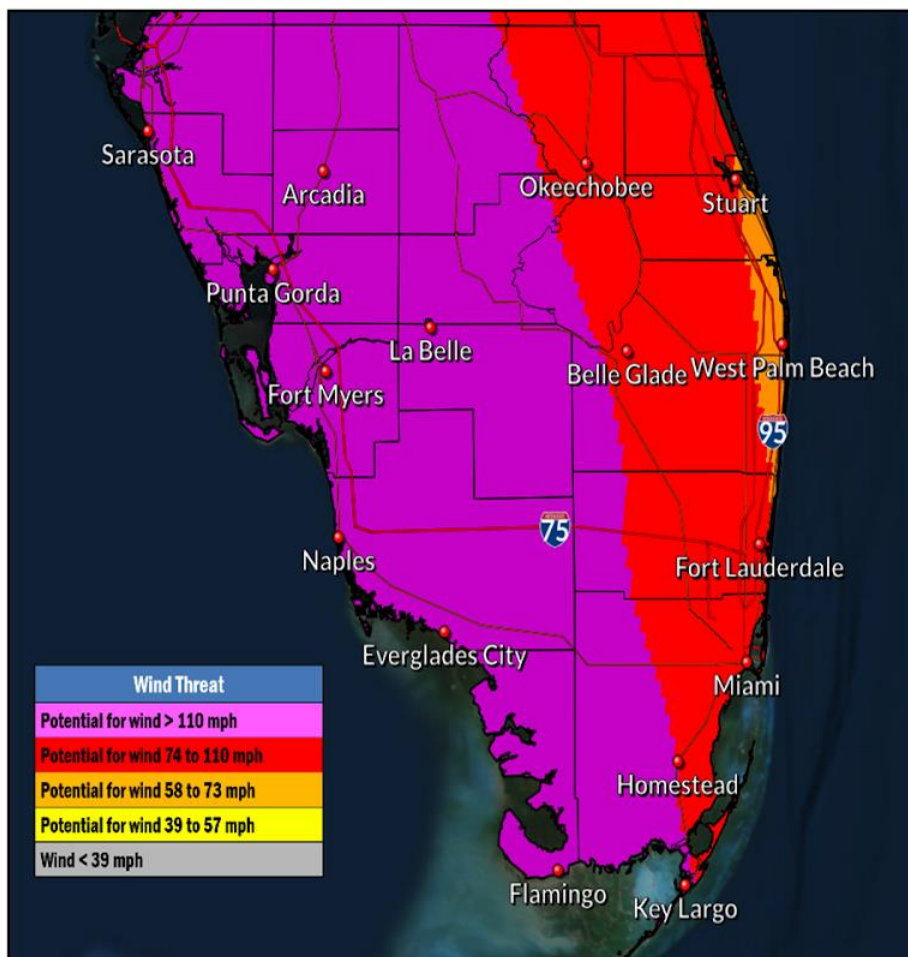 Sarasota
Arcadia
Okeechobee
Stuart
Punta Gorda
La Belle
Fort Myers
Belle Glade
West Palm Beach
95
75
Naples
Fort Lauderdale
Everglades City
Miami
Homestead
Flamingo
Key Largo
Wind Threat
Potential for wind > 110 mph
Potential for wind 74 to 110 mph
Potential for wind 58 to 73 mph
Potential for wind 39 to 57 mph
Wind < 39 mph